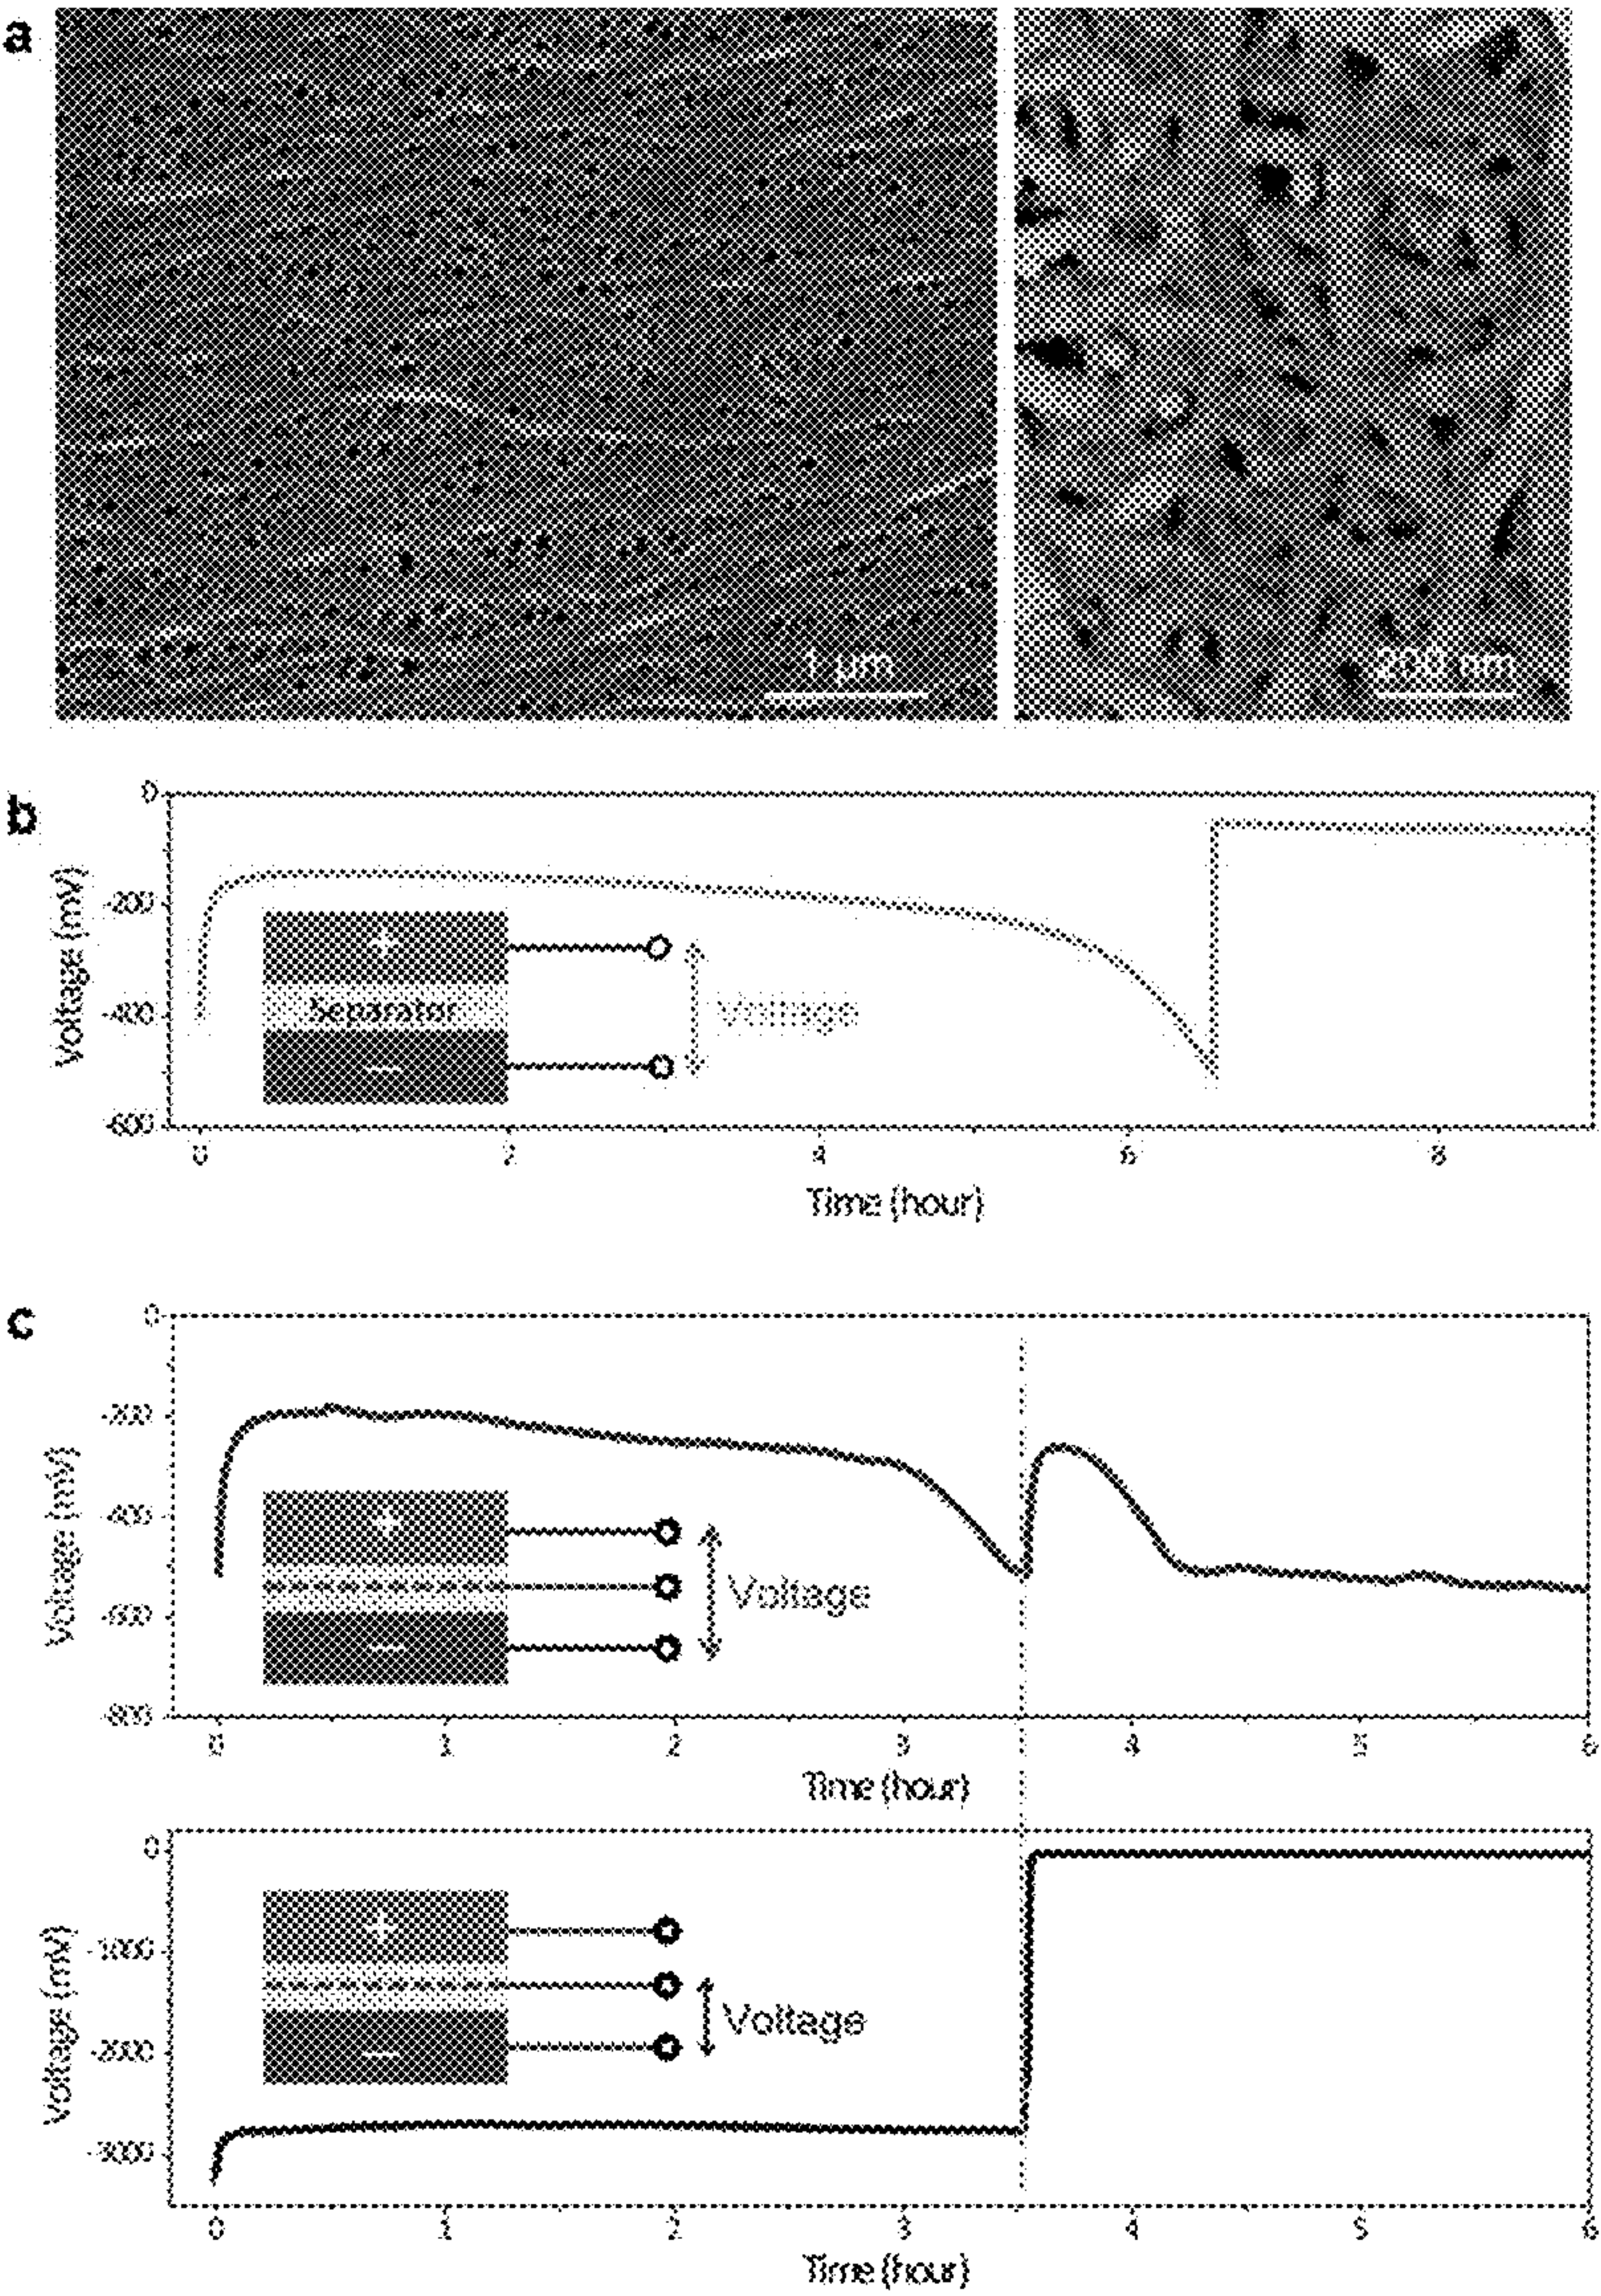 a
1 µm
200 nm
b
0
-200
-400
-600
Voltage (mV)
+
Separator
—
Voltage
0 2 4 6 8
Time (hour)
c
0
-200
-400
-600
-800
Voltage (mV)
+
—
Voltage
0 1 2 3 4 5 6
Time (hour)
0
-1000
-2000
-3000
Voltage (mV)
+
—
Voltage
0 1 2 3 4 5 6
Time (hour)